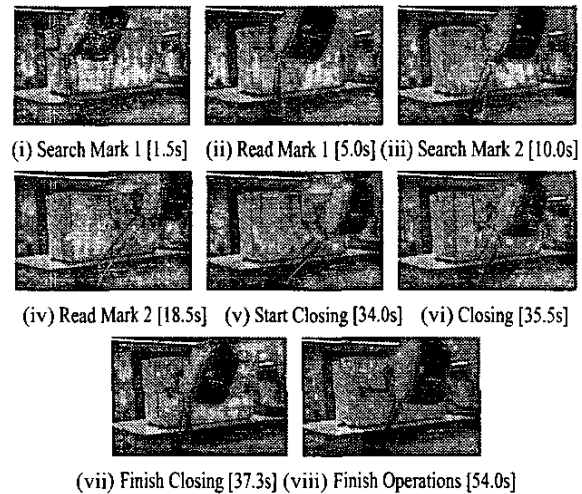 (i) Search Mark 1 [1.5s] (ii) Read Mark 1 [5.0s] (iii) Search Mark 2 [10.0s]
(iv) Read Mark 2 [18.5s] (v) Start Closing [34.0s] (vi) Closing [35.5s]
(vii) Finish Closing [37.3s] (viii) Finish Operations [54.0s]